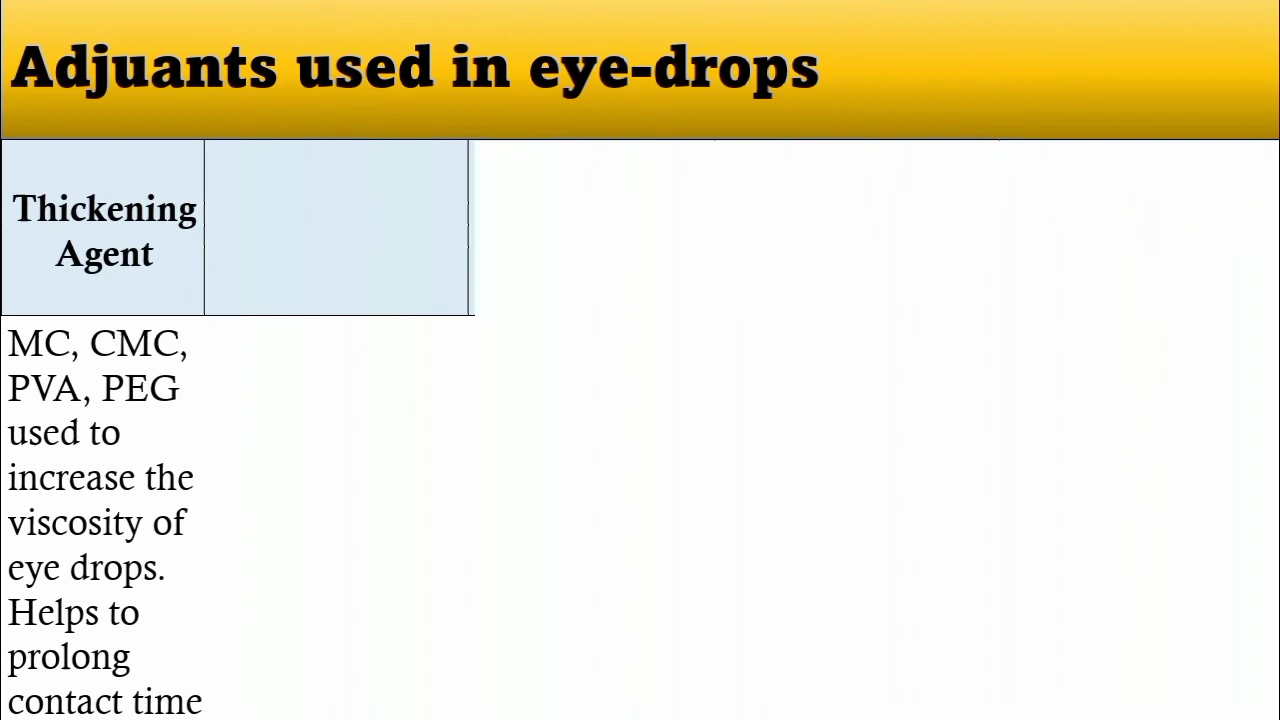 Adjuants used in eye-drops
Thickening
Agent
MC, CMC,
PVA, PEG
used to
increase the
viscosity of
eye drops.
Helps to
prolong
contact time